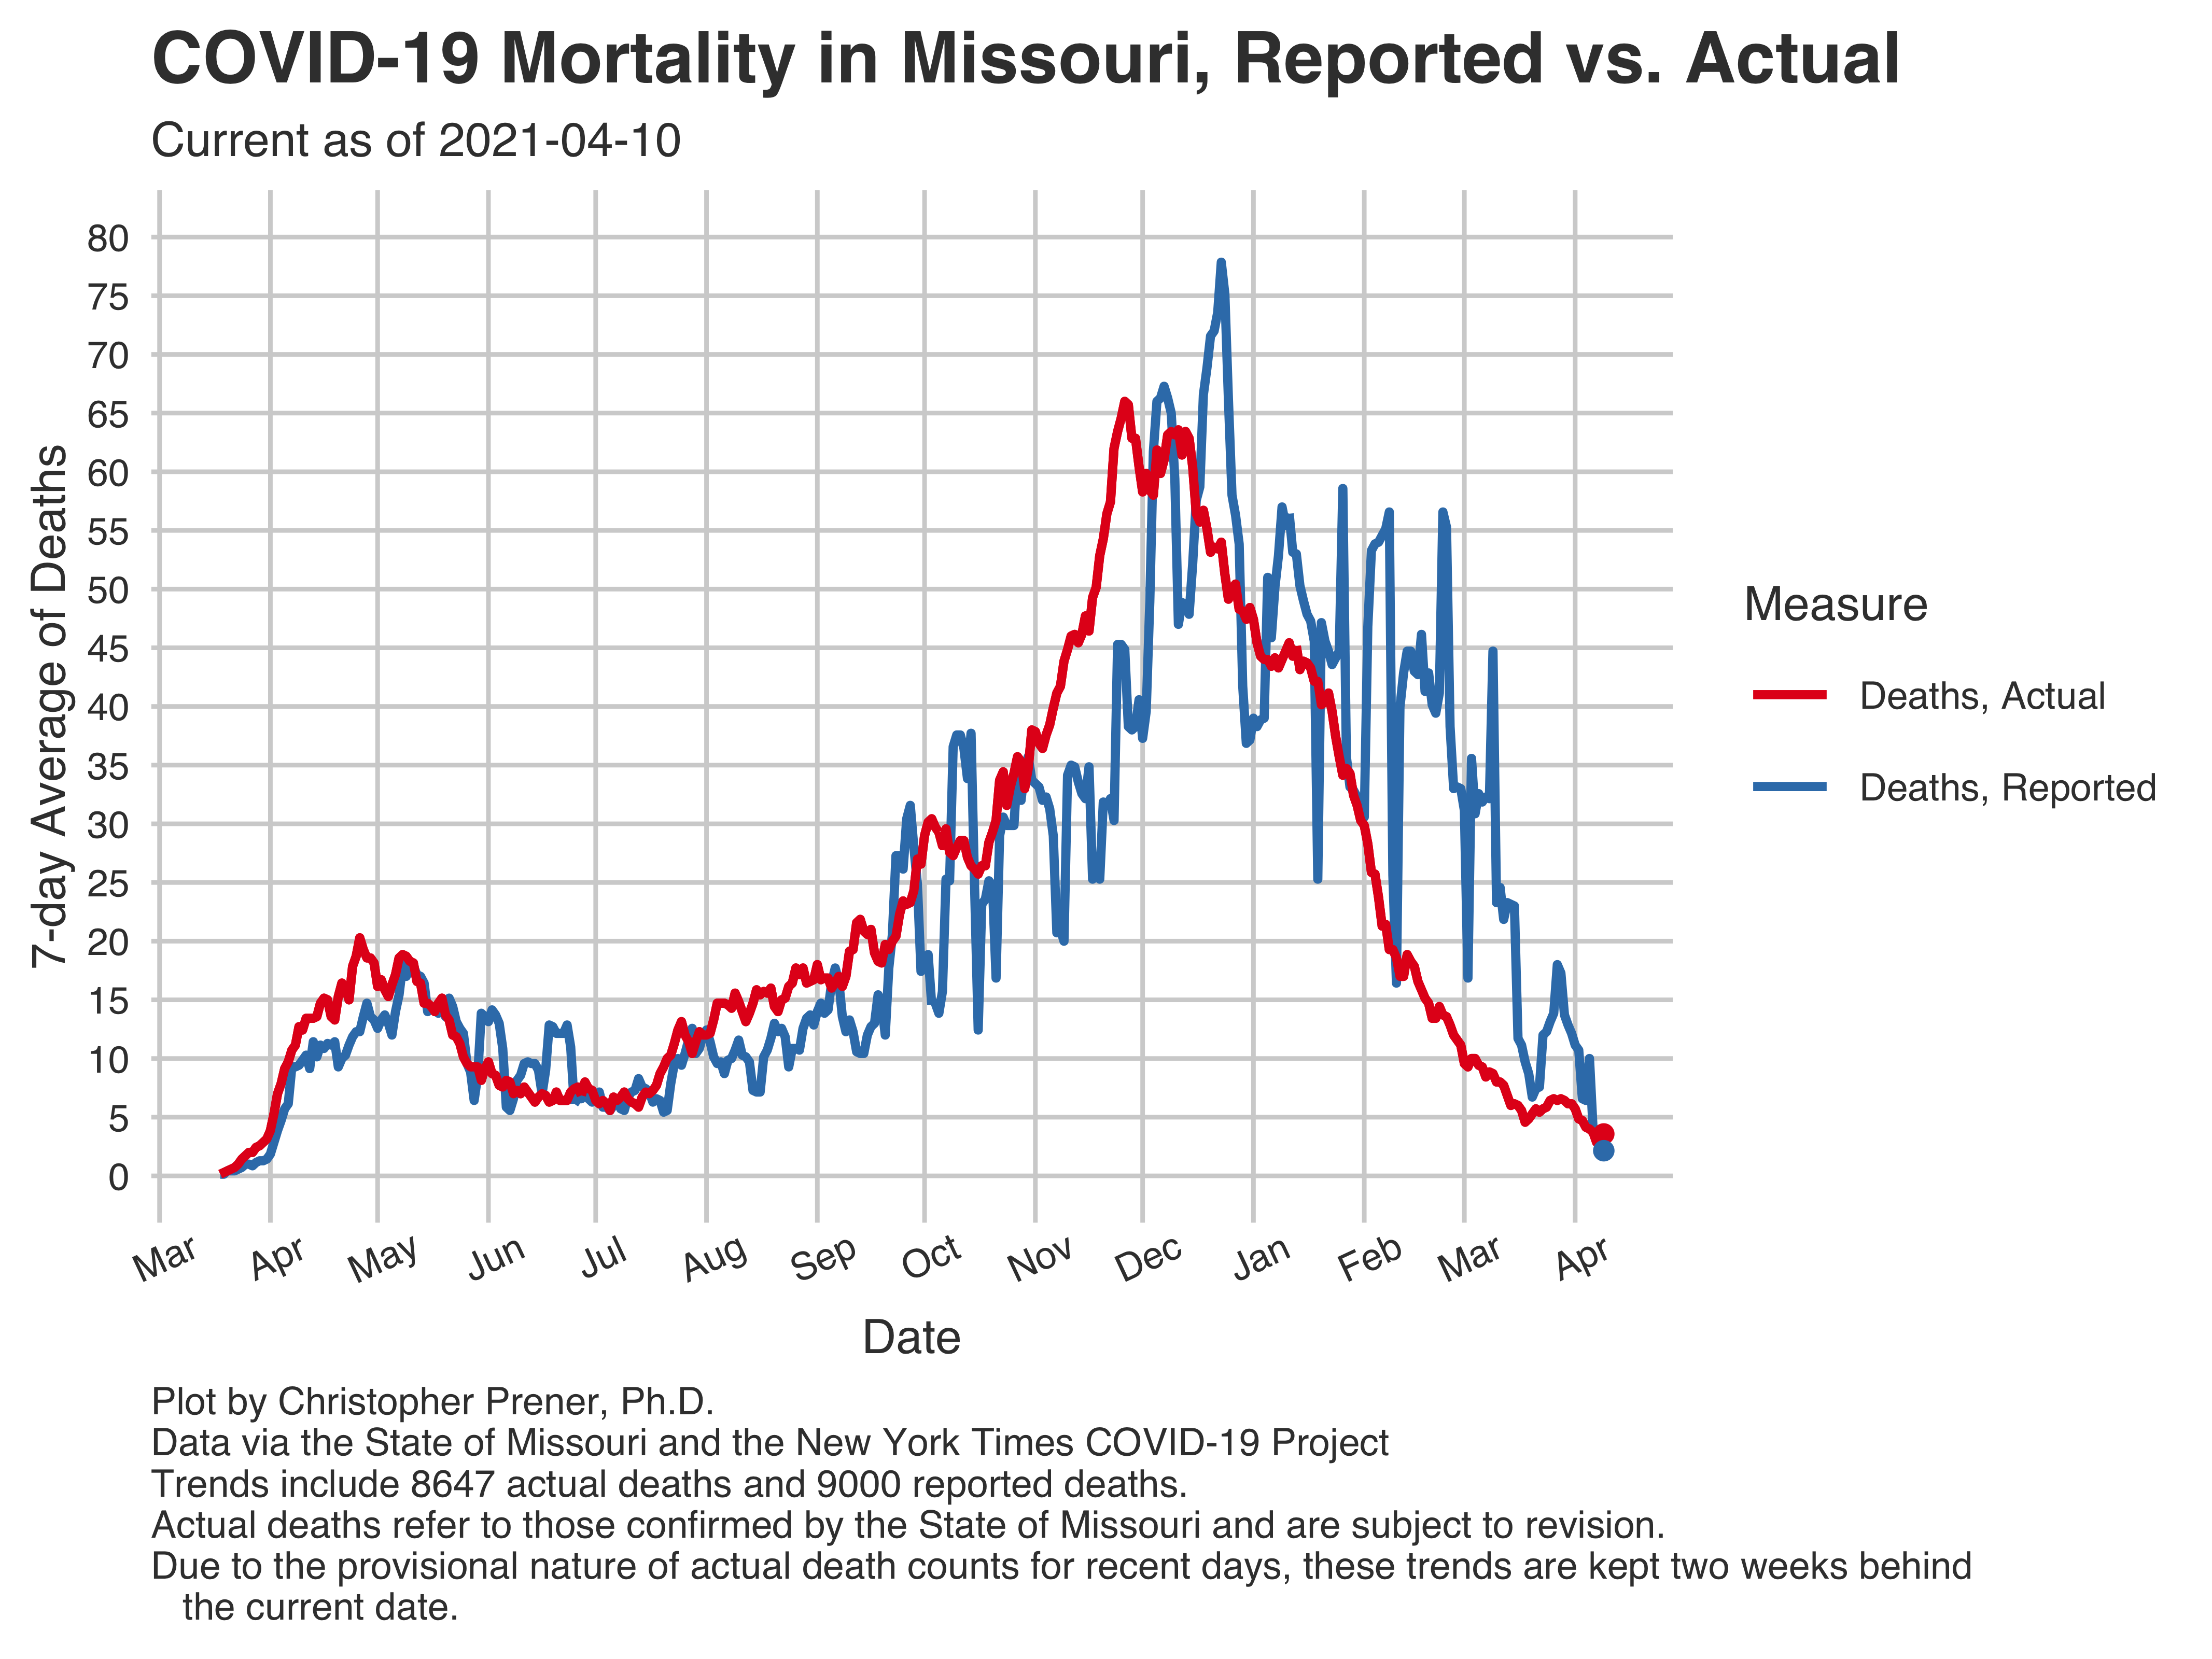 COVID-19 Mortality in Missouri, Reported vs. Actual
Current as of 2021-04-10
80
75
70
65
60
55
50
45
40
35
30
25
20
15
10
5
0
7-day Average of Deaths
Mar Apr May Jun Jul Aug Sep Oct Nov Dec Jan Feb Mar Apr
Date
Measure
Deaths, Actual
Deaths, Reported
Plot by Christopher Prener, Ph.D.
Data via the State of Missouri and the New York Times COVID-19 Project
Trends include 8647 actual deaths and 9000 reported deaths.
Actual deaths refer to those confirmed by the State of Missouri and are subject to revision.
Due to the provisional nature of actual death counts for recent days, these trends are kept two weeks behind
the current date.